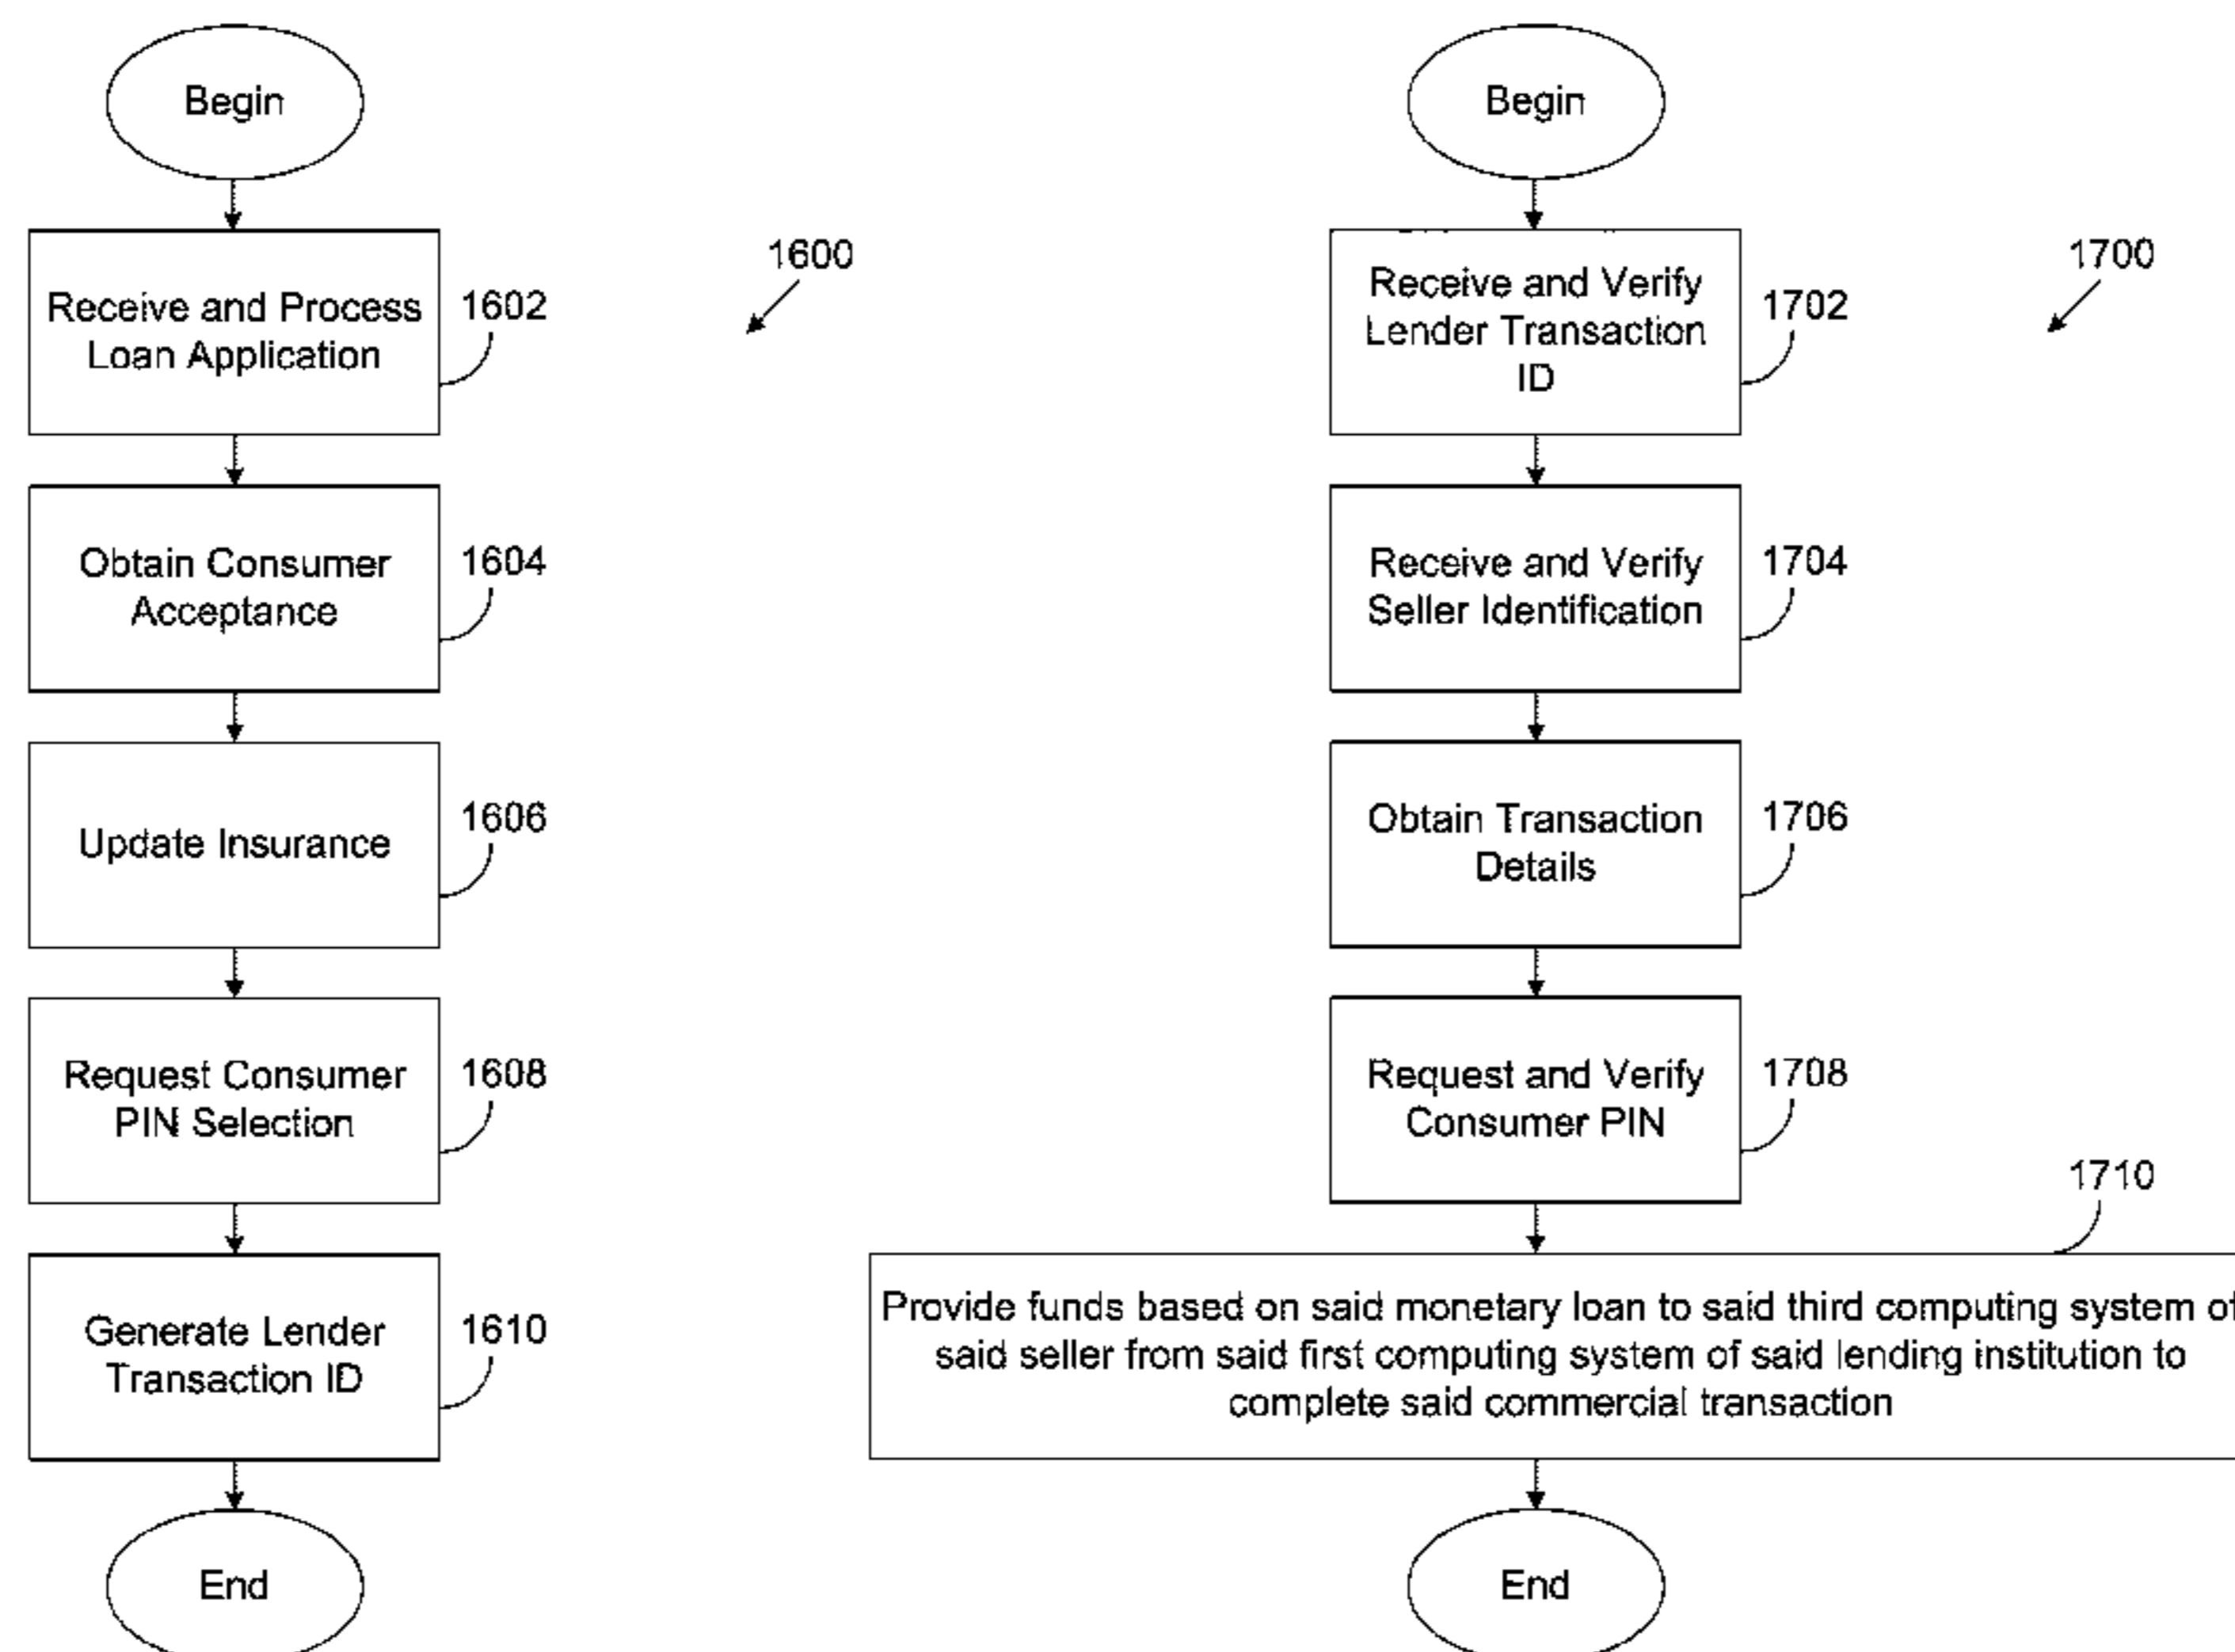 Begin
Receive and Process
Loan Application
1602
1600
Obtain Consumer
Acceptance
1604
Update Insurance
1606
Request Consumer
PIN Selection
1608
Generate Lender
Transaction ID
1610
End
Begin
Receive and Verify
Lender Transaction
ID
1702
1700
Receive and Verify
Seller Identification
1704
Obtain Transaction
Details
1706
Request and Verify
Consumer PIN
1708
1710
Provide funds based on said monetary loan to said third computing system of
said seller from said first computing system of said lending institution to
complete said commercial transaction
End